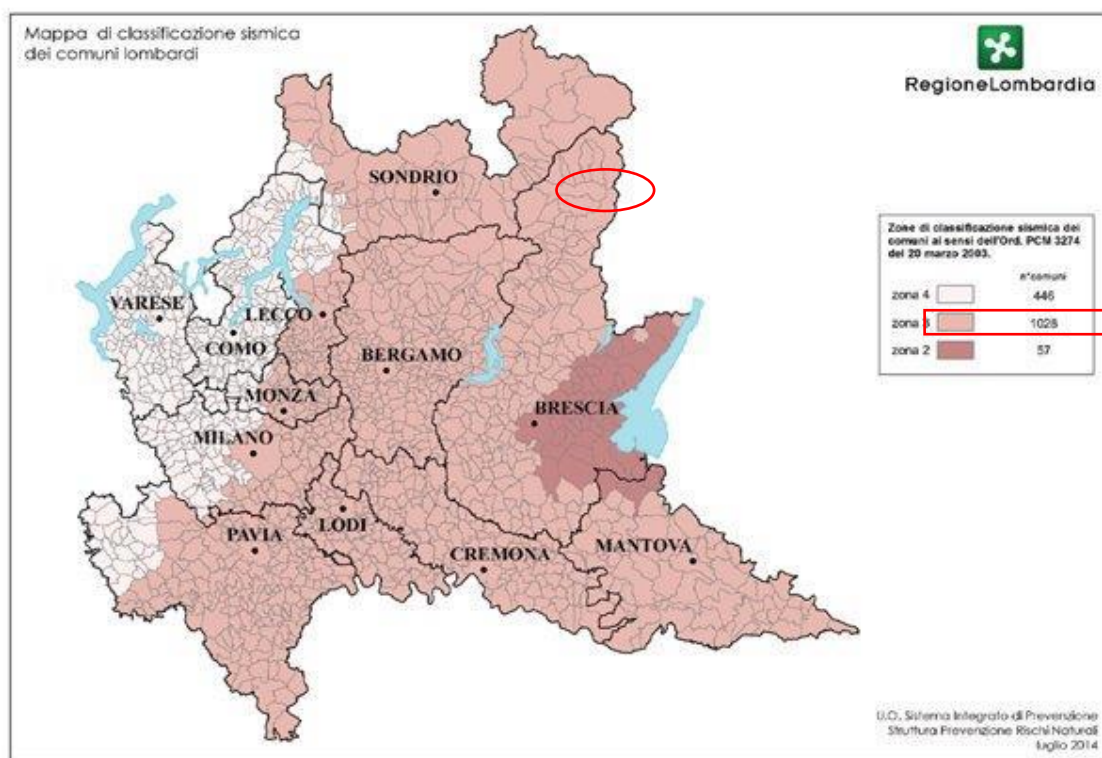 Mappa di classificazione sismica
dei comuni lombardi
RegioneLombardia
SONDRIO
VARESE
LECCO
COMO
BERGAMO
MONZA
BRESCIA
MILANO
LODI
PAVIA
CREMONA
MANTOVA
Zone di classificazione sismica dei
comuni ai sensi dell'Ord. PCM 3274
del 20 marzo 2003.
n°comuni
zona 4 446
zona 3 1028
zona 2 57
U.O. Sistema Integrato di Prevenzione
Struttura Prevenzione Rischi Naturali
luglio 2014